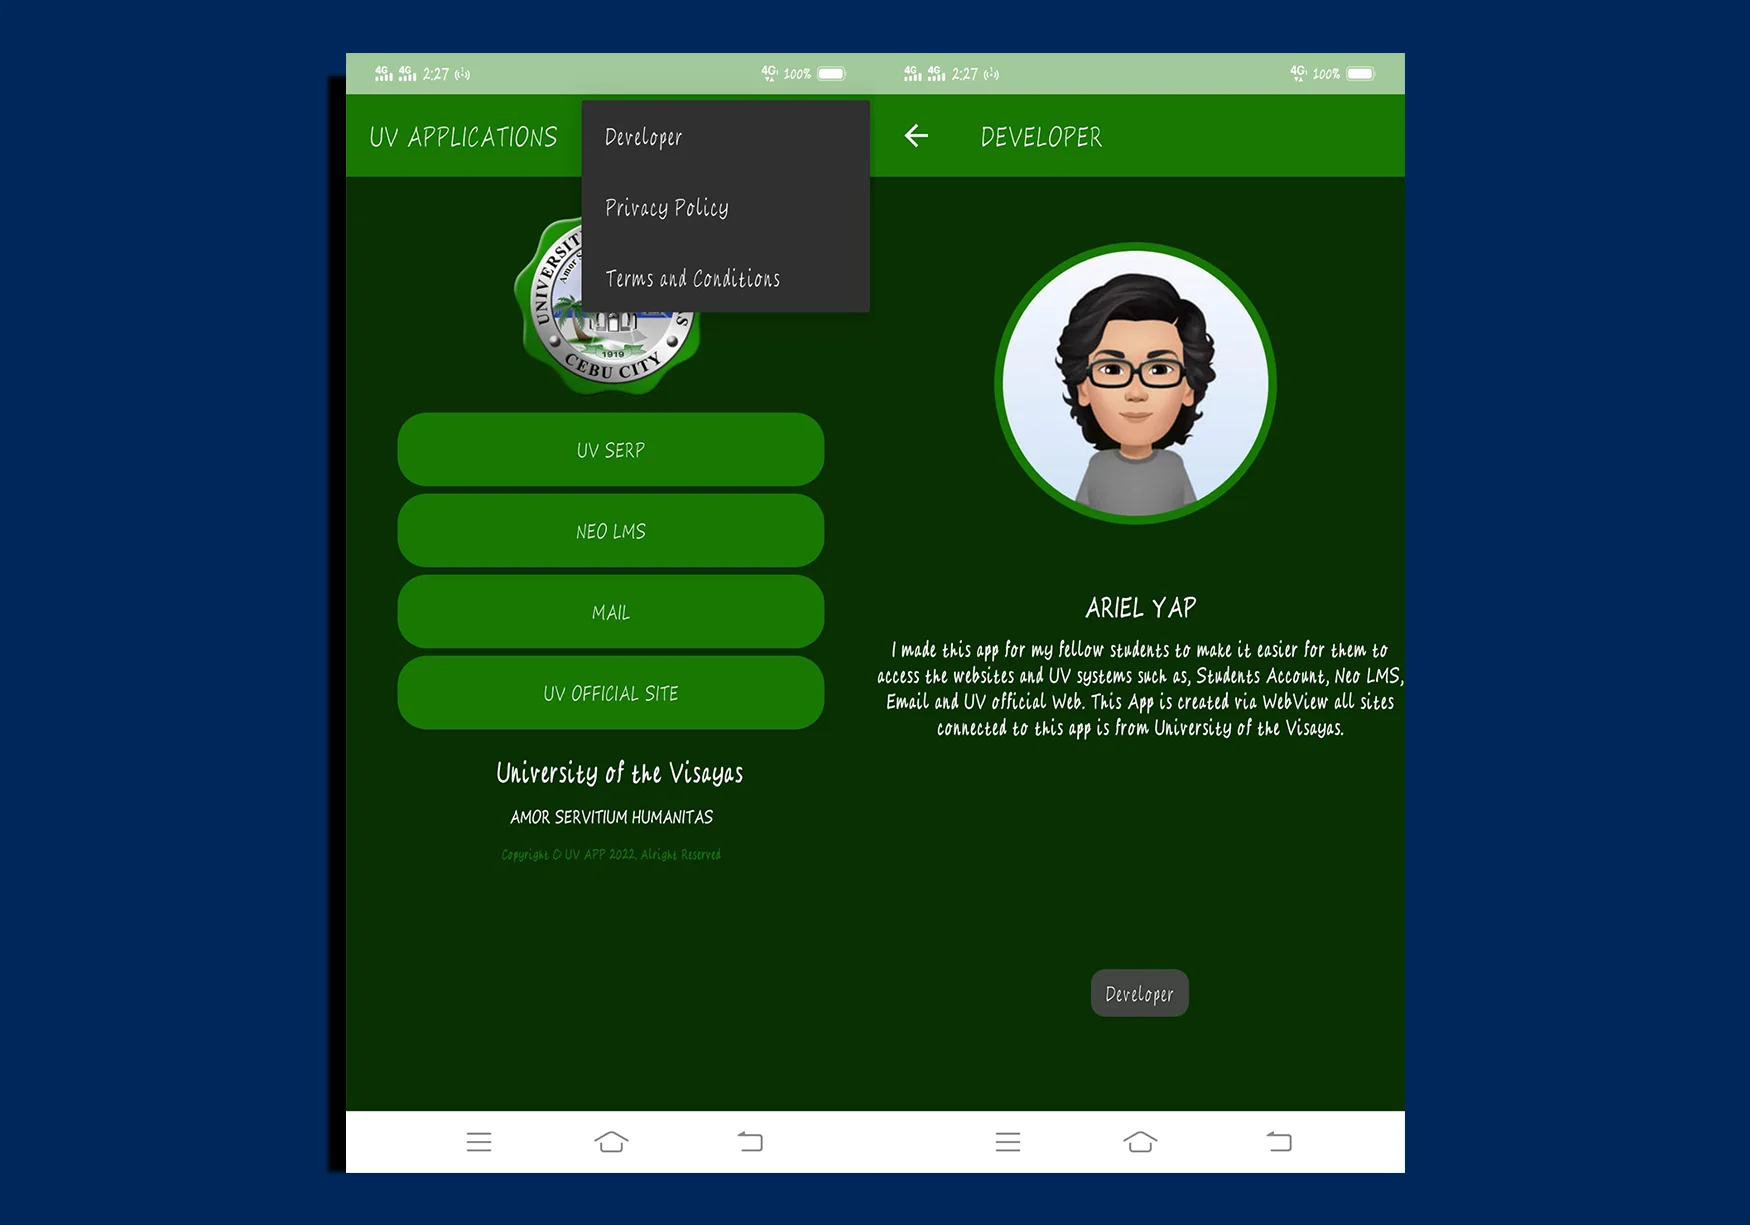 4G 4G 2:27
4G 100%
UV APPLICATIONS
Developer
Privacy Policy
Terms and Conditions
UNIVERSIT
Amor S
S
1919
CEBU CITY
UV SERP
NEO LMS
MAIL
UV OFFICIAL SITE
University of the Visayas
AMOR SERVITIUM HUMANITAS
Copyright © UV APP 2022. Alright Reserved
4G 4G 2:27
4G 100%
DEVELOPER
ARIEL YAP
I made this app for my fellow students to make it easier for them to
access the websites and UV systems such as, Students Account, Neo LMS,
Email and UV official Web. This App is created via WebView all sites
connected to this app is from University of the Visayas.
Developer